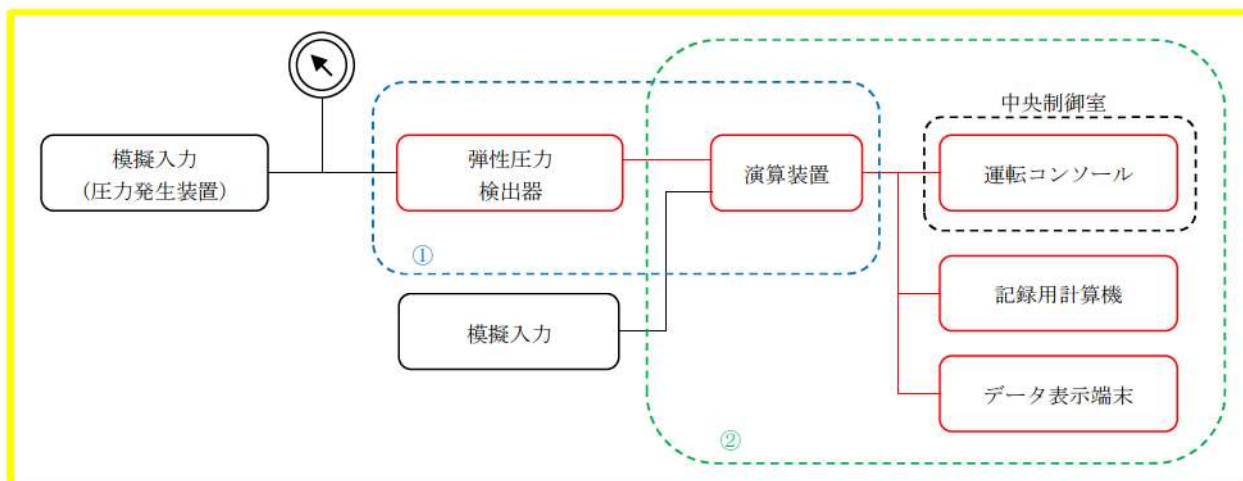 中央制御室
模擬入力
(圧力発生装置)
弾性圧力
検出器
演算装置
運転コンソール
①
記録用計算機
模擬入力
データ表示端末
②